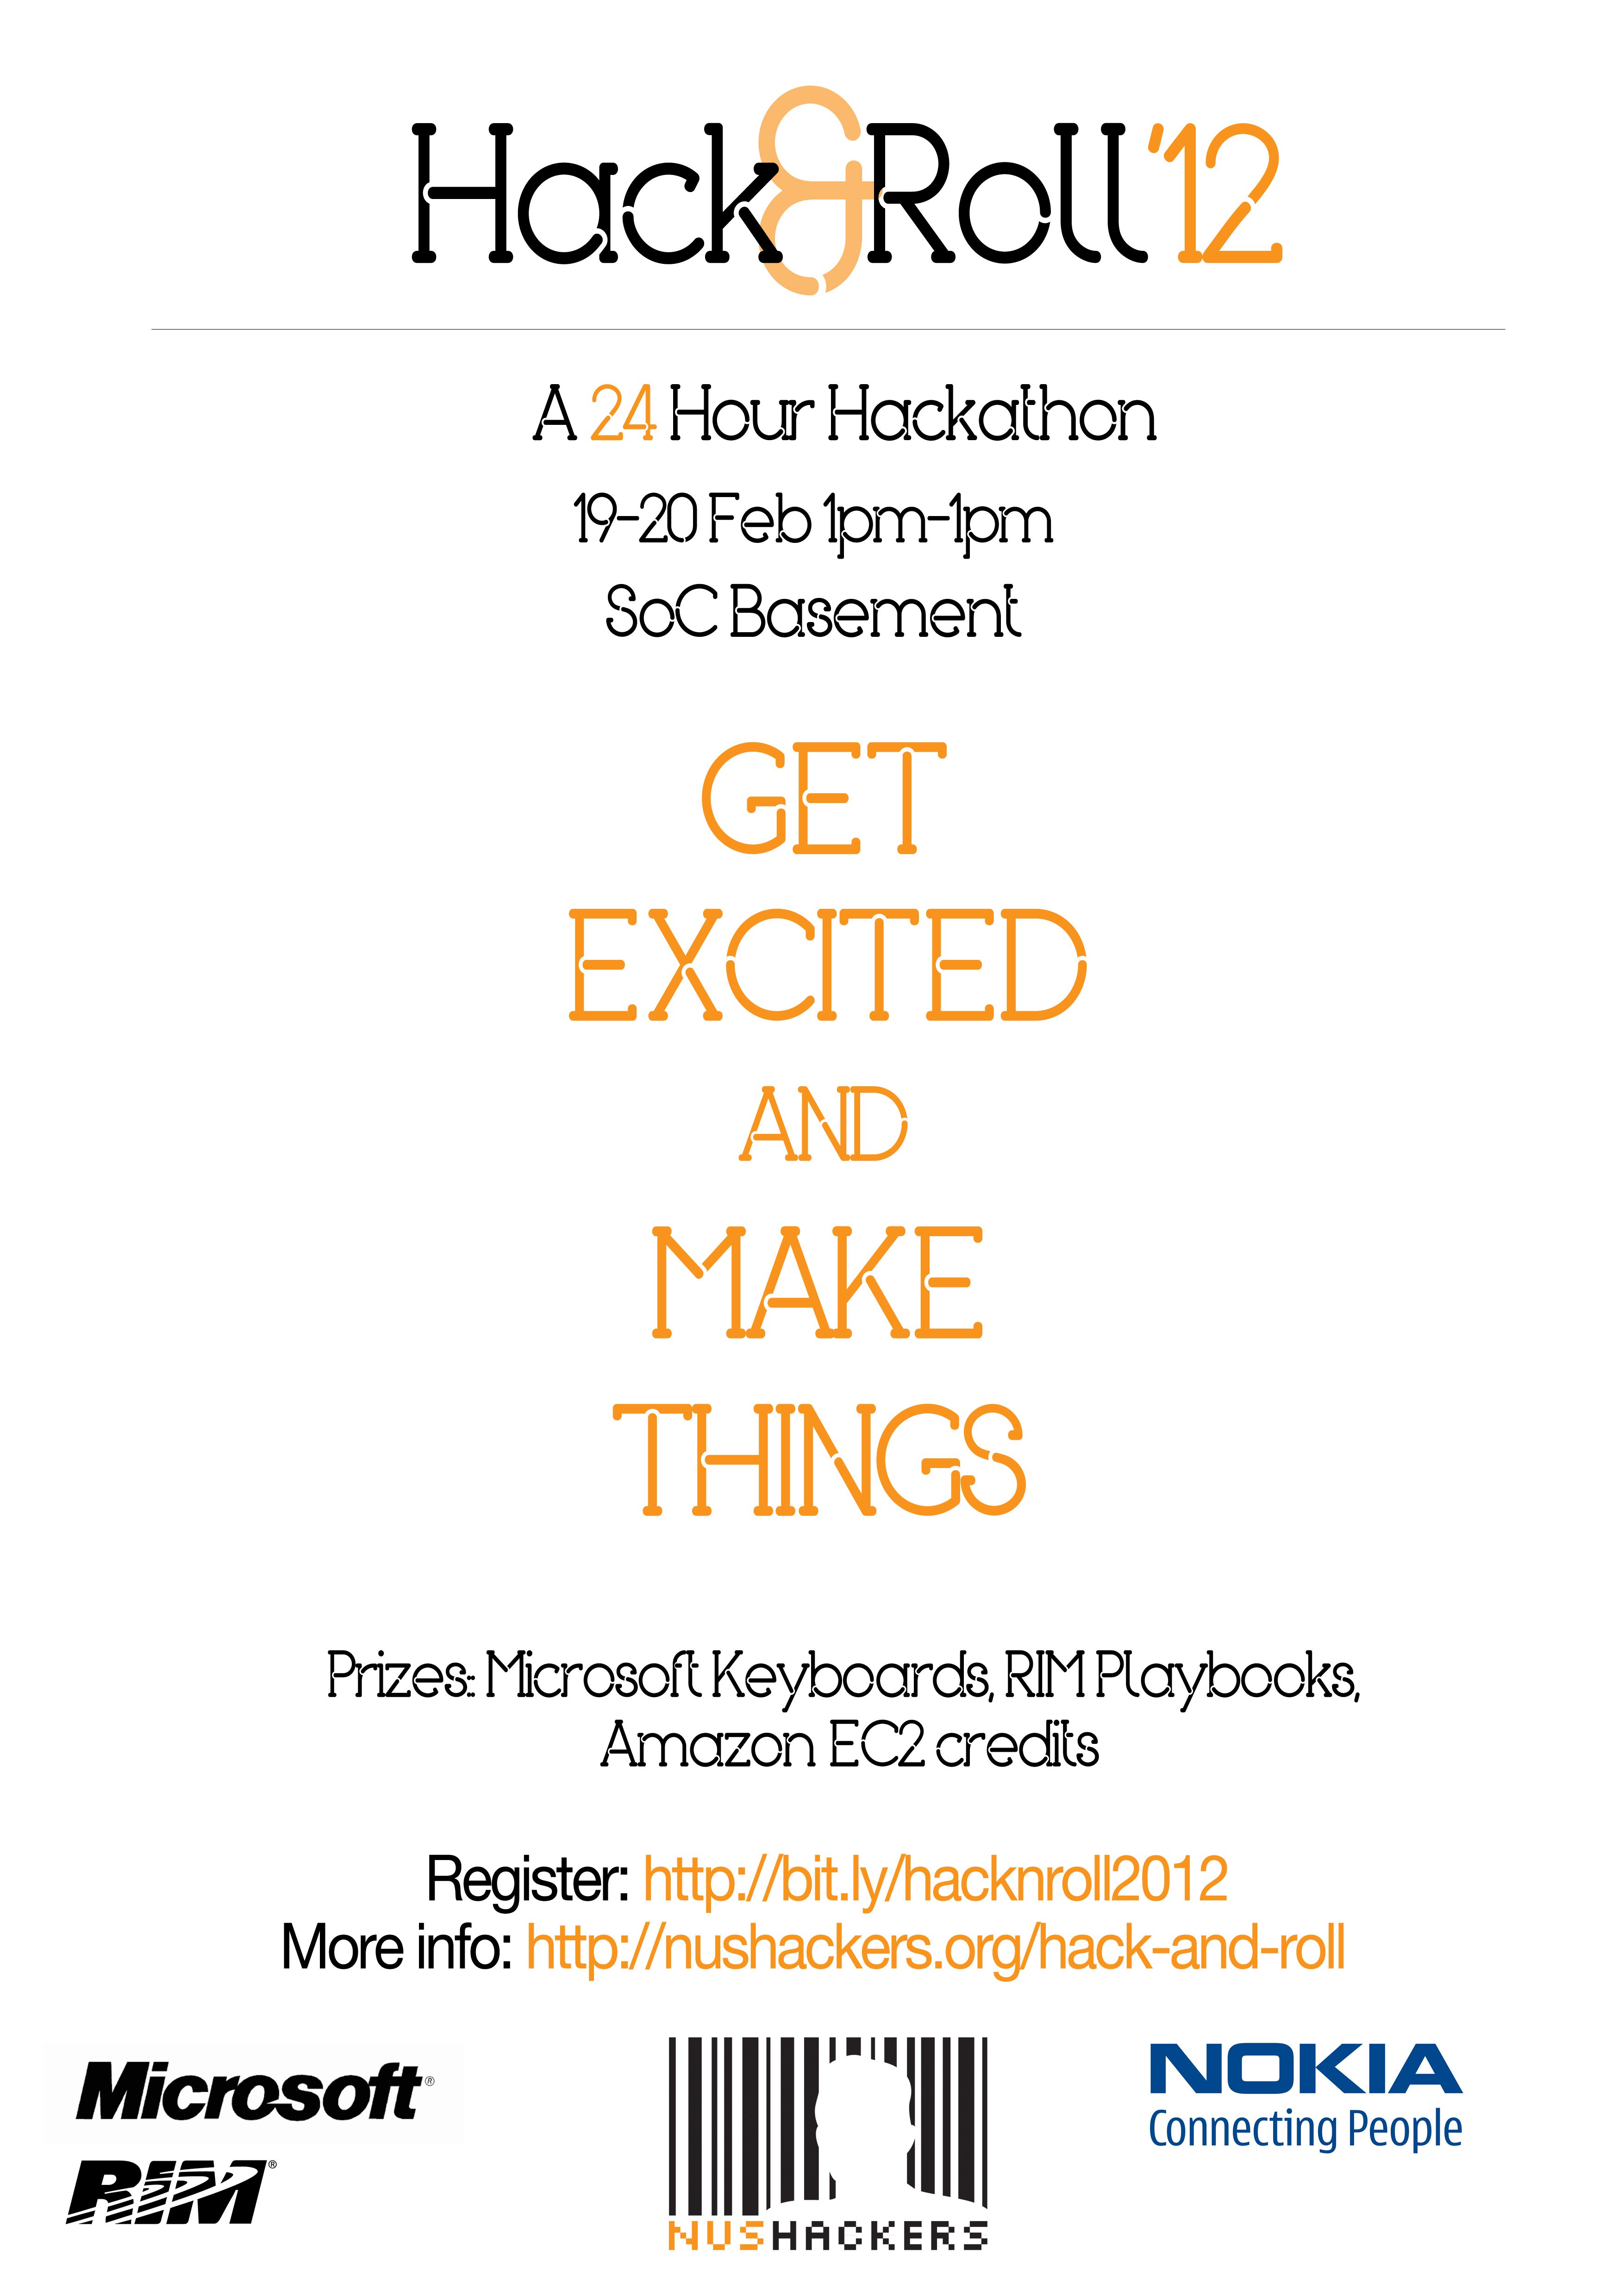 Hack&Roll'12
A 24 Hour Hackathon
19-20 Feb 1pm-1pm
SoC Basement
GET
EXCITED
AND
MAKE
THINGS
Prizes: Microsoft Keyboards, RIM Playbooks,
Amazon EC2 credits
Register: http://bit.ly/hacknroll2012
More info: http://nushackers.org/hack-and-roll
Microsoft®
RIM®
NUSHACKERS
NOKIA
Connecting People